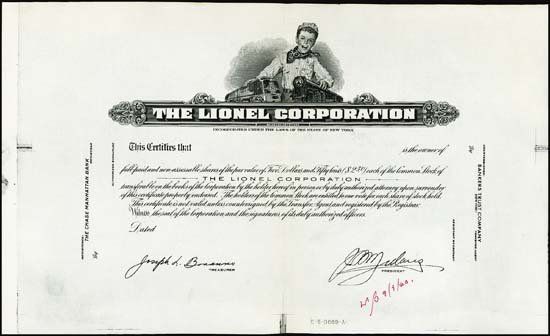 THE LIONEL CORPORATION
INCORPORATED UNDER THE LAWS OF THE STATE OF NEW YORK
This Certifies that
is the owner of
full-paid and non-assessable shares of the par value of Two Dollars and Fifty Cents ($2.50) each of the Common Stock of
THE LIONEL CORPORATION
transferable on the books of the Corporation by the holder hereof in person or by duly authorized attorney upon surrender
of this certificate properly endorsed. The holders of the Common Stock are entitled to one vote for each share of stock held.
This certificate is not valid unless countersigned by the Transfer Agent and registered by the Registrar.
Witness the seal of the Corporation and the signatures of its duly authorized officers.
Dated
Joseph L. Bonanno
TREASURER
PRESIDENT
9/9/60.
THE CHASE MANHATTAN BANK
By
BANKERS TRUST COMPANY
By